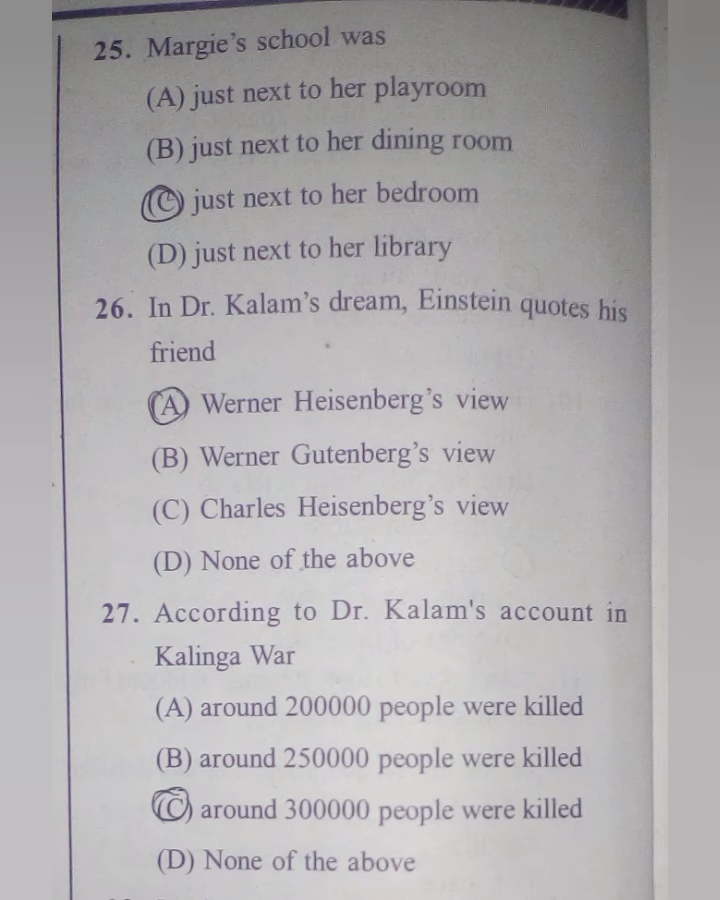 25. Margie's school was
(A) just next to her playroom
(B) just next to her dining room
(C) just next to her bedroom
(D) just next to her library
26. In Dr. Kalam's dream, Einstein quotes his
friend
(A) Werner Heisenberg's view
(B) Werner Gutenberg's view
(C) Charles Heisenberg's view
(D) None of the above
27. According to Dr. Kalam's account in
Kalinga War
(A) around 200000 people were killed
(B) around 250000 people were killed
(C) around 300000 people were killed
(D) None of the above